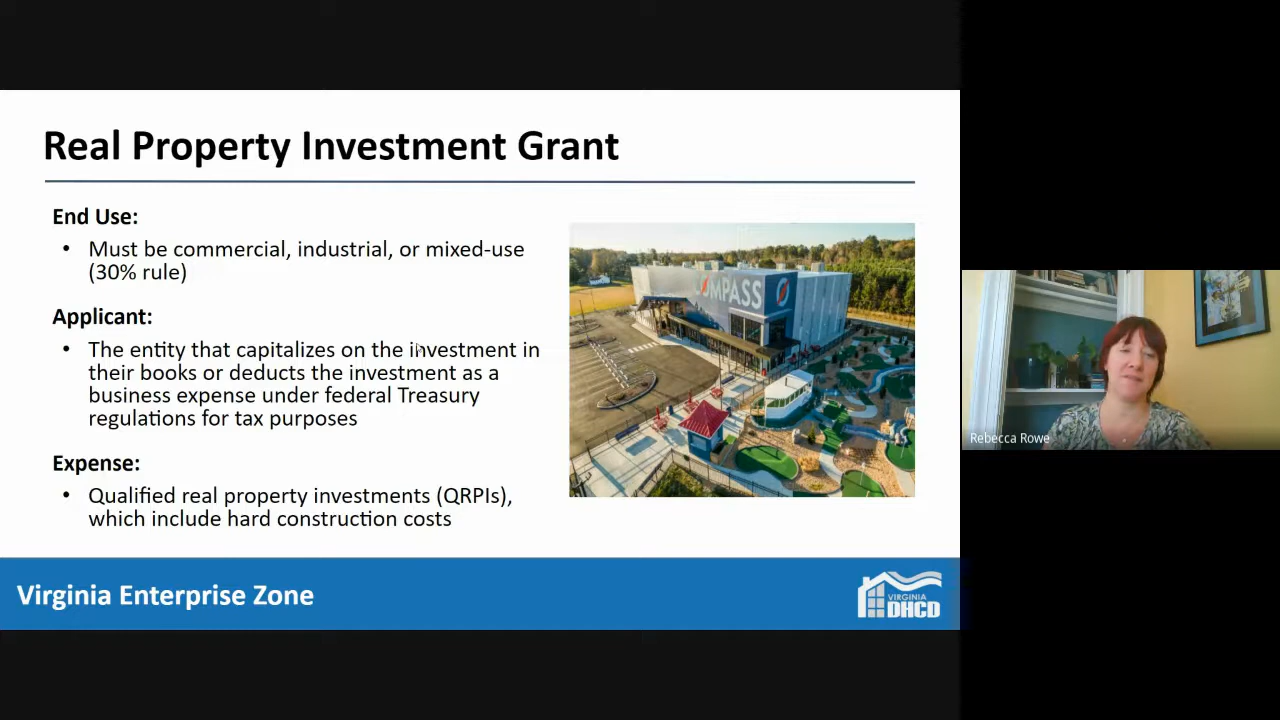 Real Property Investment Grant
End Use:
• Must be commercial, industrial, or mixed-use
(30% rule)
Applicant:
• The entity that capitalizes on the investment in
their books or deducts the investment as a
business expense under federal Treasury
regulations for tax purposes
Expense:
• Qualified real property investments (QRPIs),
which include hard construction costs
COMPASS
Virginia Enterprise Zone
VIRGINIA
DHCD
Rebecca Rowe